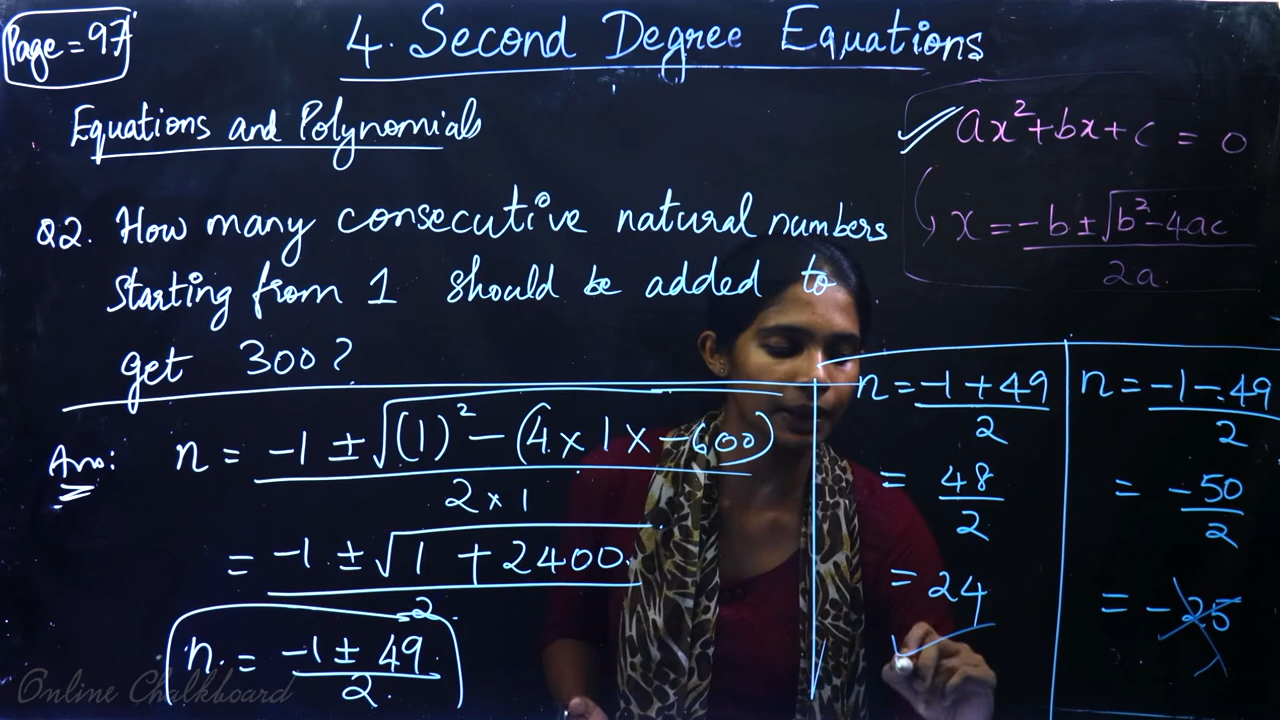 Page = 97
4. Second Degree Equations
Equations and Polynomials
ax²+bx+c = 0
x = (-b ± √(b²-4ac))/2a.
Q2. How many consecutive natural numbers
starting from 1 should be added to
get 300?
Ans: n = (-1 ± √((1)² - (4 x 1 x -600)))/(2 x 1)
= (-1 ± √(1 + 2400))/2
n = (-1 ± 49)/2
n = (-1 + 49)/2
= 48/2
= 24
n = (-1 - 49)/2
= -50/2
= -25
Online Chalkboard